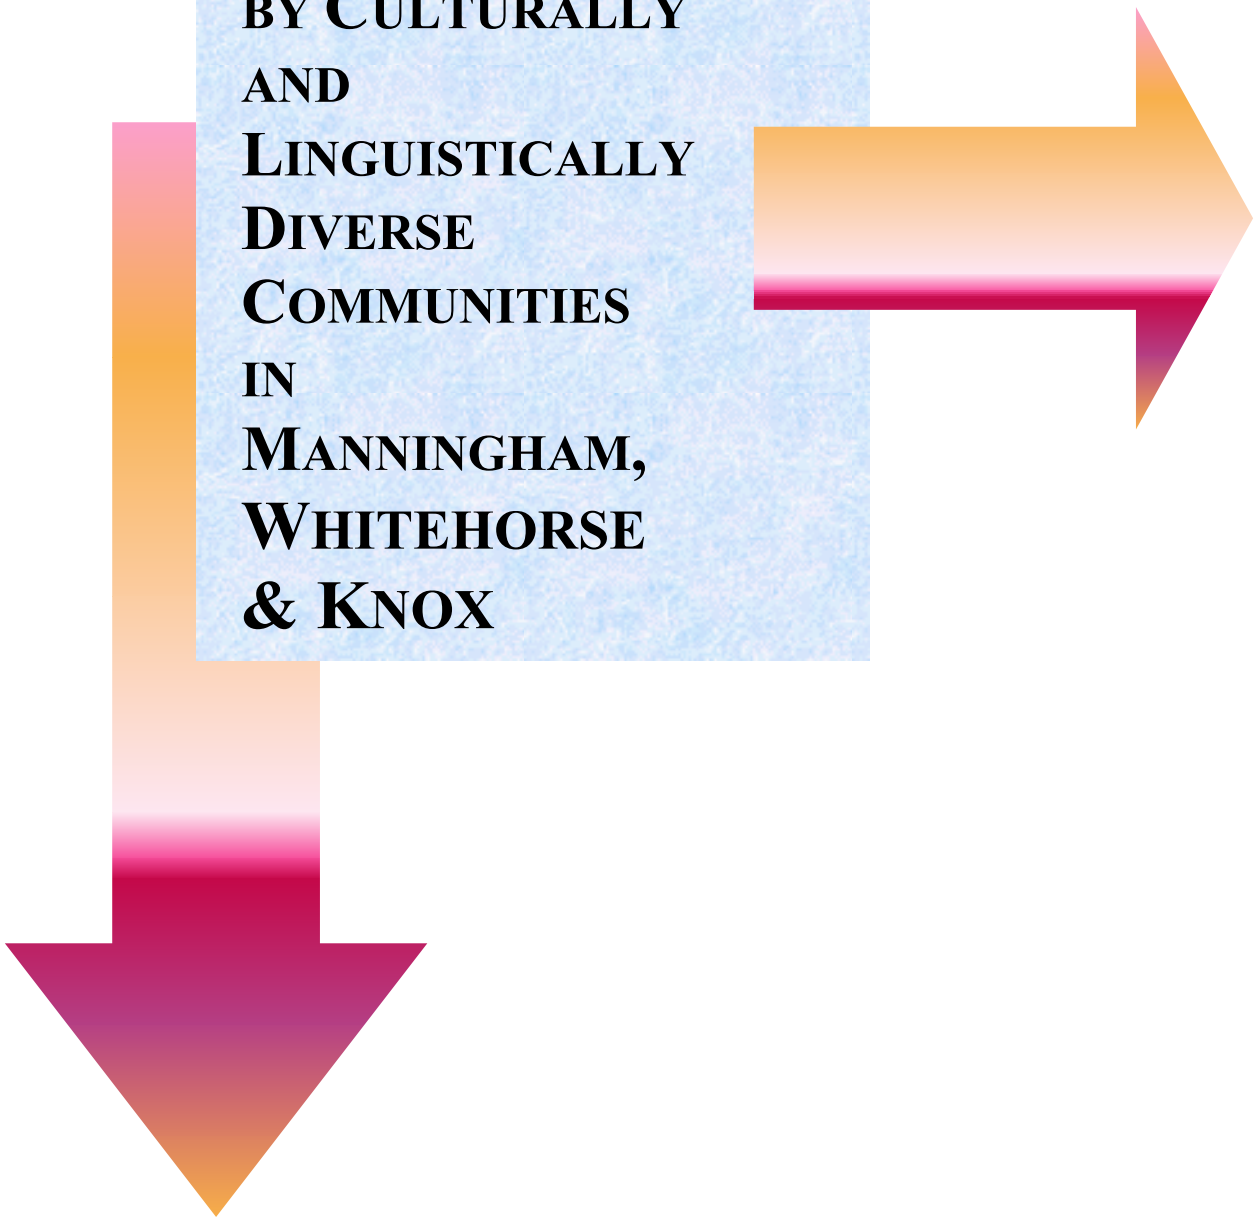 BY CULTURALLY
AND
LINGUISTICALLY
DIVERSE
COMMUNITIES
IN
MANNINGHAM,
WHITEHORSE
& KNOX